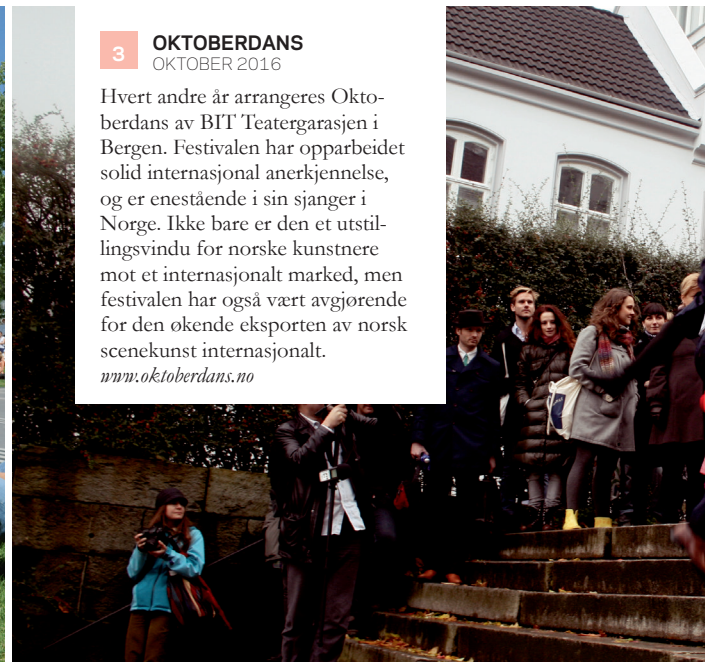 3
OKTOBERDANS
OKTOBER 2016
Hvert andre år arrangeres Okto-
berdans av BIT Teatergarasjen i
Bergen. Festivalen har opparbeidet
solid internasjonal anerkjennelse,
og er enestående i sin sjanger i
Norge. Ikke bare er den et utstil-
lingsvindu for norske kunstnere
mot et internasjonalt marked, men
festivalen har også vært avgjørende
for den økende eksporten av norsk
scenekunst internasjonalt.
www.oktoberdans.no